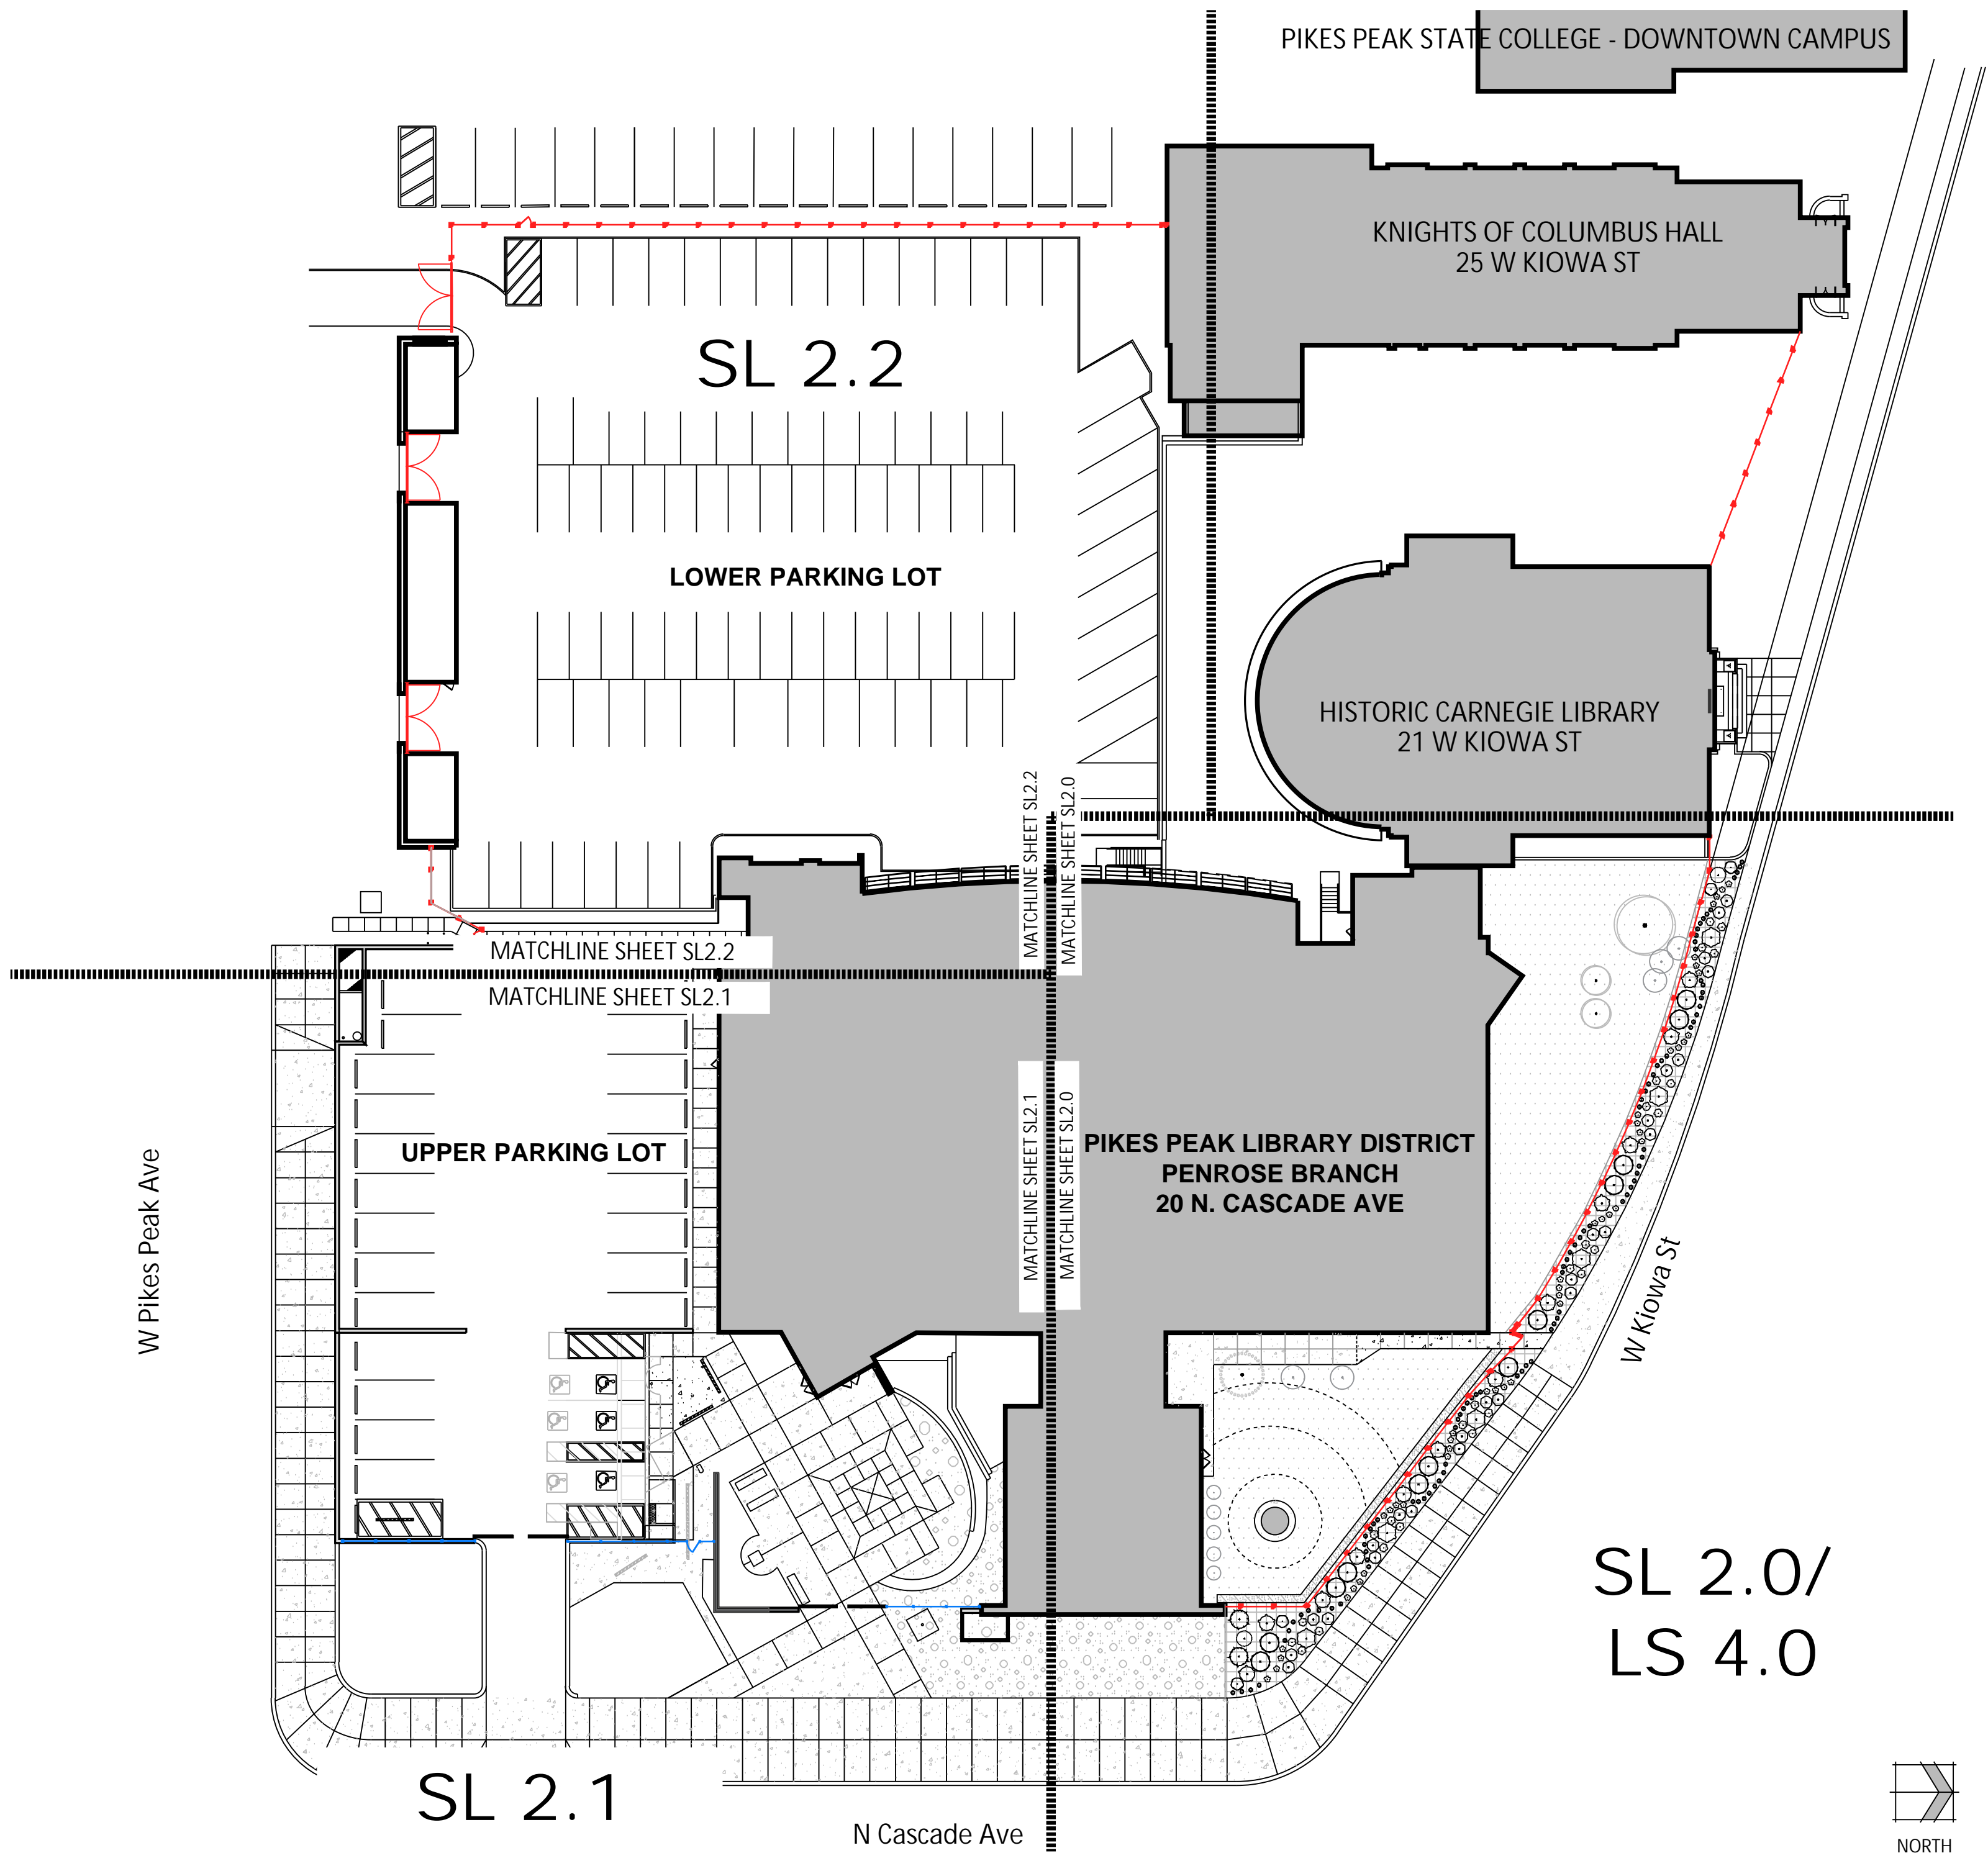 PIKES PEAK STATE COLLEGE - DOWNTOWN CAMPUS
KNIGHTS OF COLUMBUS HALL
25 W KIOWA ST
SL 2.2
LOWER PARKING LOT
HISTORIC CARNEGIE LIBRARY
21 W KIOWA ST
MATCHLINE SHEET SL2.2
MATCHLINE SHEET SL2.0
MATCHLINE SHEET SL2.2
MATCHLINE SHEET SL2.1
MATCHLINE SHEET SL2.1
MATCHLINE SHEET SL2.0
UPPER PARKING LOT
PIKES PEAK LIBRARY DISTRICT
PENROSE BRANCH
20 N. CASCADE AVE
W Pikes Peak Ave
W Kiowa St
SL 2.0/
LS 4.0
SL 2.1
N Cascade Ave
NORTH